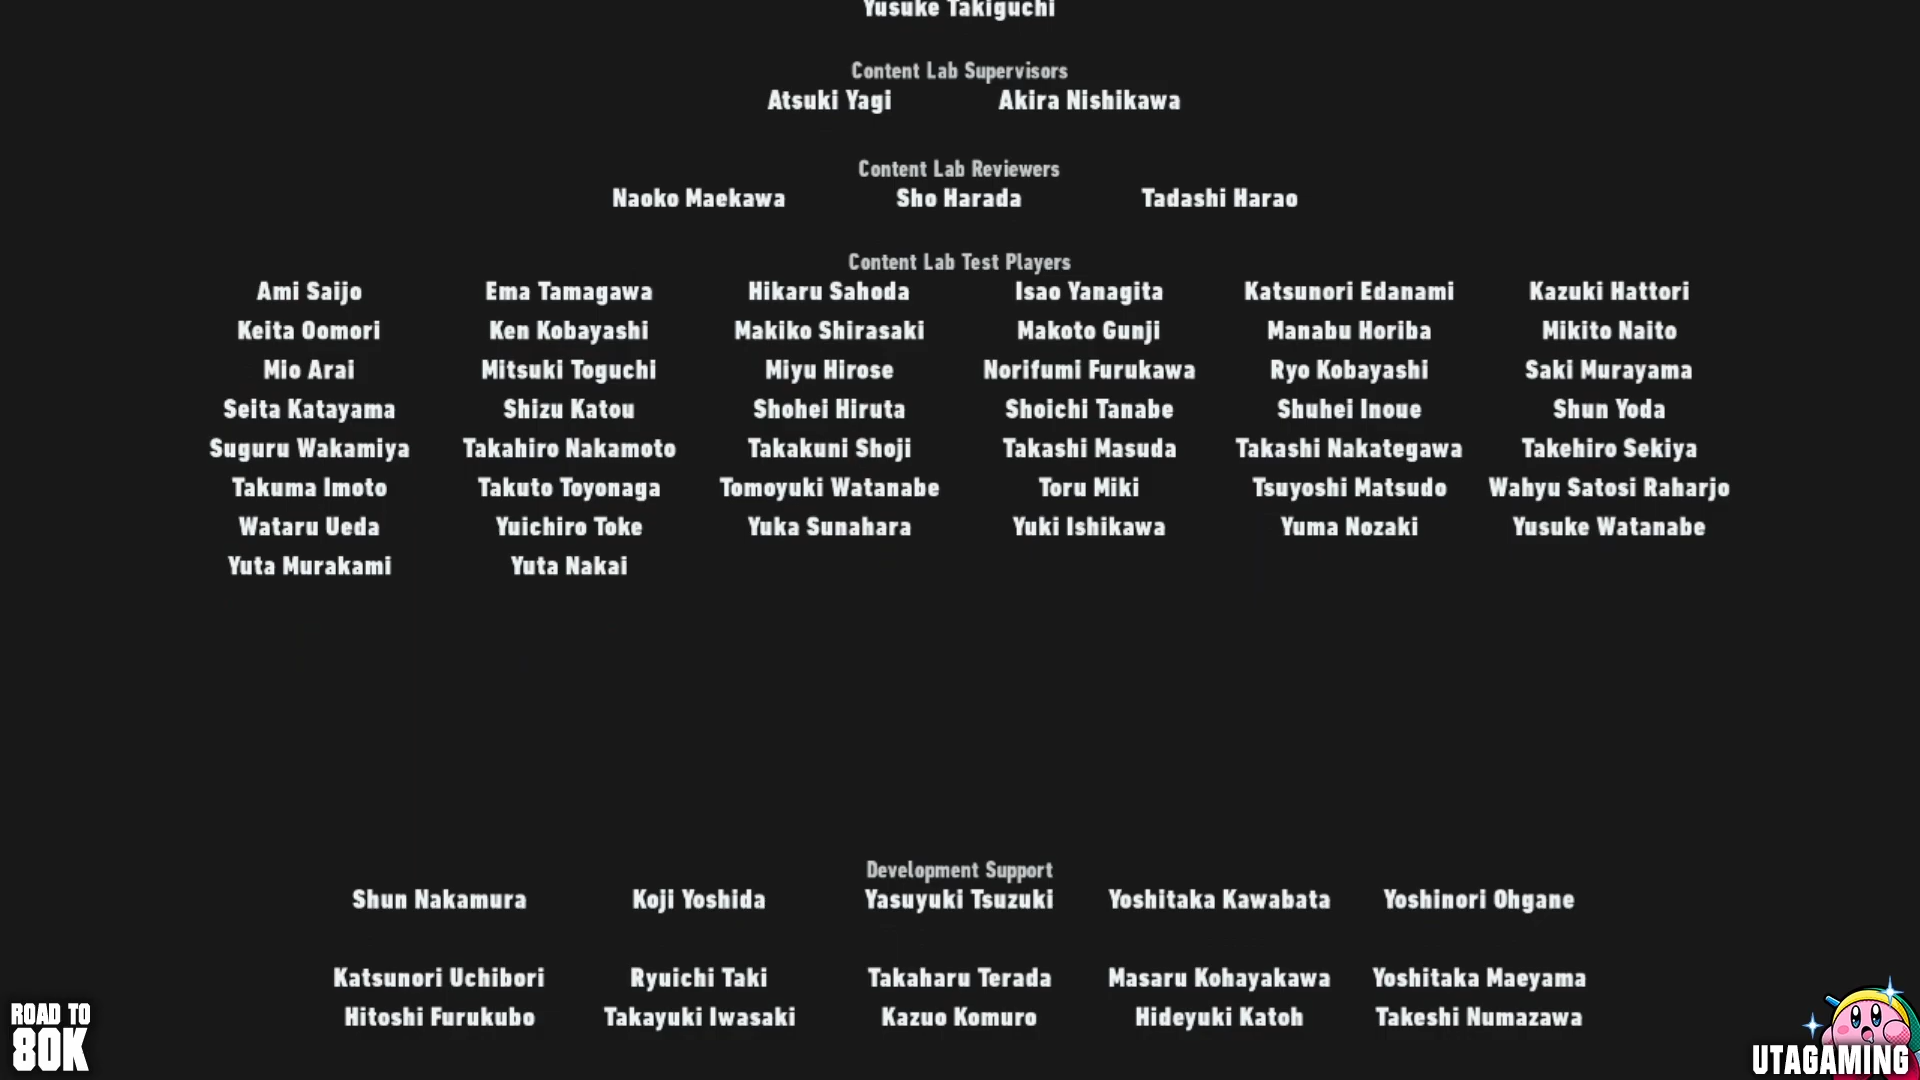 Yusuke Takiguchi
Content Lab Supervisors
Atsuki Yagi Akira Nishikawa
Content Lab Reviewers
Naoko Maekawa Sho Harada Tadashi Harao
Content Lab Test Players
Ami Saijo Ema Tamagawa Hikaru Sahoda Isao Yanagita Katsunori Edanami Kazuki Hattori
Keita Oomori Ken Kobayashi Makiko Shirasaki Makoto Gunji Manabu Horiba Mikito Naito
Mio Arai Mitsuki Toguchi Miyu Hirose Norifumi Furukawa Ryo Kobayashi Saki Murayama
Seita Katayama Shizu Katou Shohei Hiruta Shoichi Tanabe Shuhei Inoue Shun Yoda
Suguru Wakamiya Takahiro Nakamoto Takakuni Shoji Takashi Masuda Takashi Nakategawa Takehiro Sekiya
Takuma Imoto Takuto Toyonaga Tomoyuki Watanabe Toru Miki Tsuyoshi Matsudo Wahyu Satosi Raharjo
Wataru Ueda Yuichiro Toke Yuka Sunahara Yuki Ishikawa Yuma Nozaki Yusuke Watanabe
Yuta Murakami Yuta Nakai
Development Support
Shun Nakamura Koji Yoshida Yasuyuki Tsuzuki Yoshitaka Kawabata Yoshinori Ohgane
Katsunori Uchibori Ryuichi Taki Takaharu Terada Masaru Kohayakawa Yoshitaka Maeyama
Hitoshi Furukubo Takayuki Iwasaki Kazuo Komuro Hideyuki Katoh Takeshi Numazawa
ROAD TO
80K
UTAGAMING